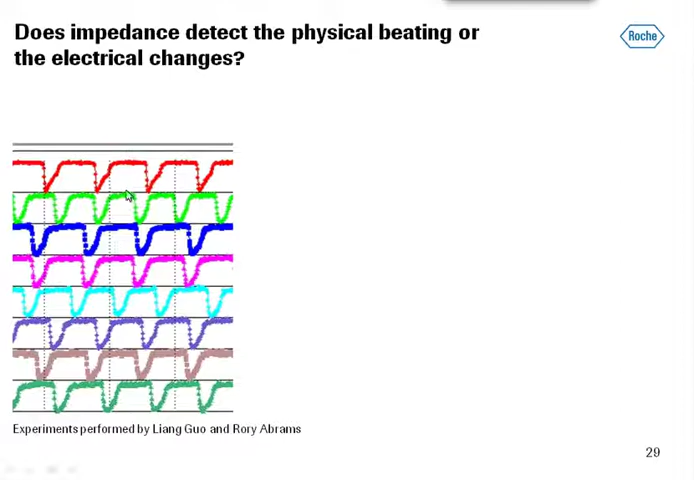 Does impedance detect the physical beating or
the electrical changes?
Roche
Experiments performed by Liang Guo and Rory Abrams
29